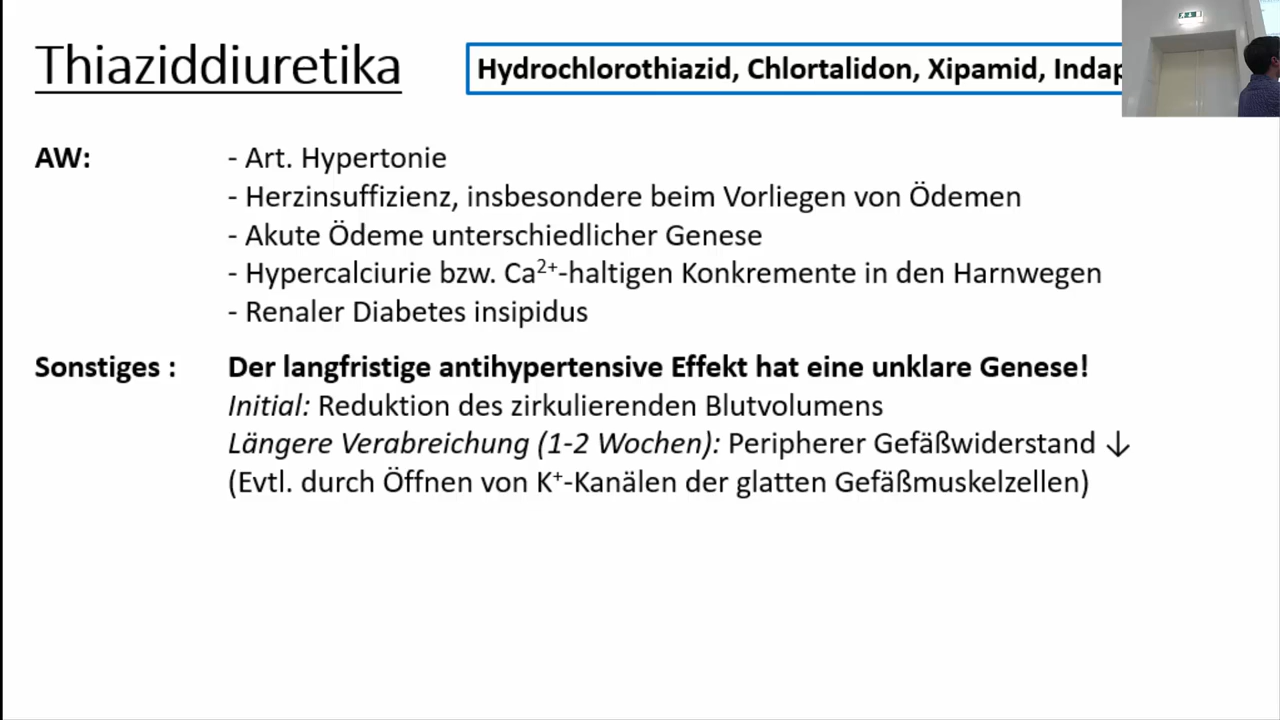 Thiaziddiuretika
Hydrochlorothiazid, Chlortalidon, Xipamid,
AW:
- Art. Hypertonie
- Herzinsuffizienz, insbesondere beim Vorliegen von Ödemen
- Akute Ödeme unterschiedlicher Genese
- Hypercalciurie bzw. Ca²⁺-haltigen Konkremente in den Harnwegen
- Renaler Diabetes insipidus
Sonstiges : Der langfristige antihypertensive Effekt hat eine unklare Genese!
Initial: Reduktion des zirkulierenden Blutvolumens
Längere Verabreichung (1-2 Wochen): Peripherer Gefäßwiderstand ↓
(Evtl. durch Öffnen von K⁺-Kanälen der glatten Gefäßmuskelzellen)